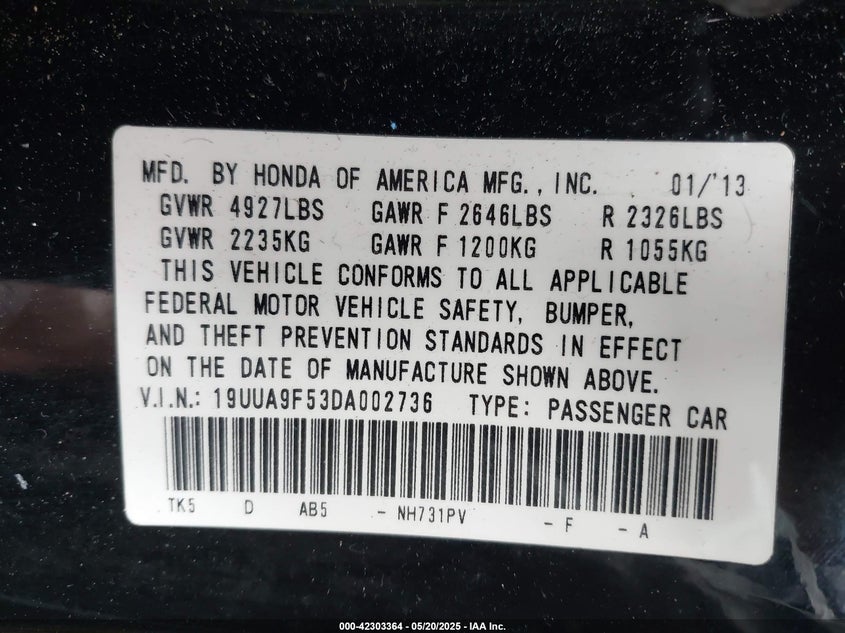 MFD. BY HONDA OF AMERICA MFG., INC. 01/'13
GVWR 4927LBS GAWR F 2646LBS R 2326LBS
GVWR 2235KG GAWR F 1200KG R 1055KG
THIS VEHICLE CONFORMS TO ALL APPLICABLE
FEDERAL MOTOR VEHICLE SAFETY, BUMPER,
AND THEFT PREVENTION STANDARDS IN EFFECT
ON THE DATE OF MANUFACTURE SHOWN ABOVE.
V.I.N.: 19UUA9F53DA002736 TYPE: PASSENGER CAR
TK5 D AB5 - NH731PV - F - A
000-42303364 - 05/20/2025 - IAA Inc.